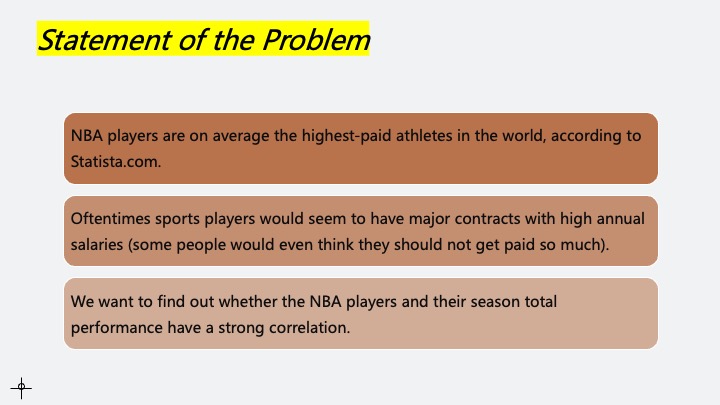 Statement of the Problem
NBA players are on average the highest-paid athletes in the world, according to
Statista.com.
Oftentimes sports players would seem to have major contracts with high annual
salaries (some people would even think they should not get paid so much).
We want to find out whether the NBA players and their season total
performance have a strong correlation.